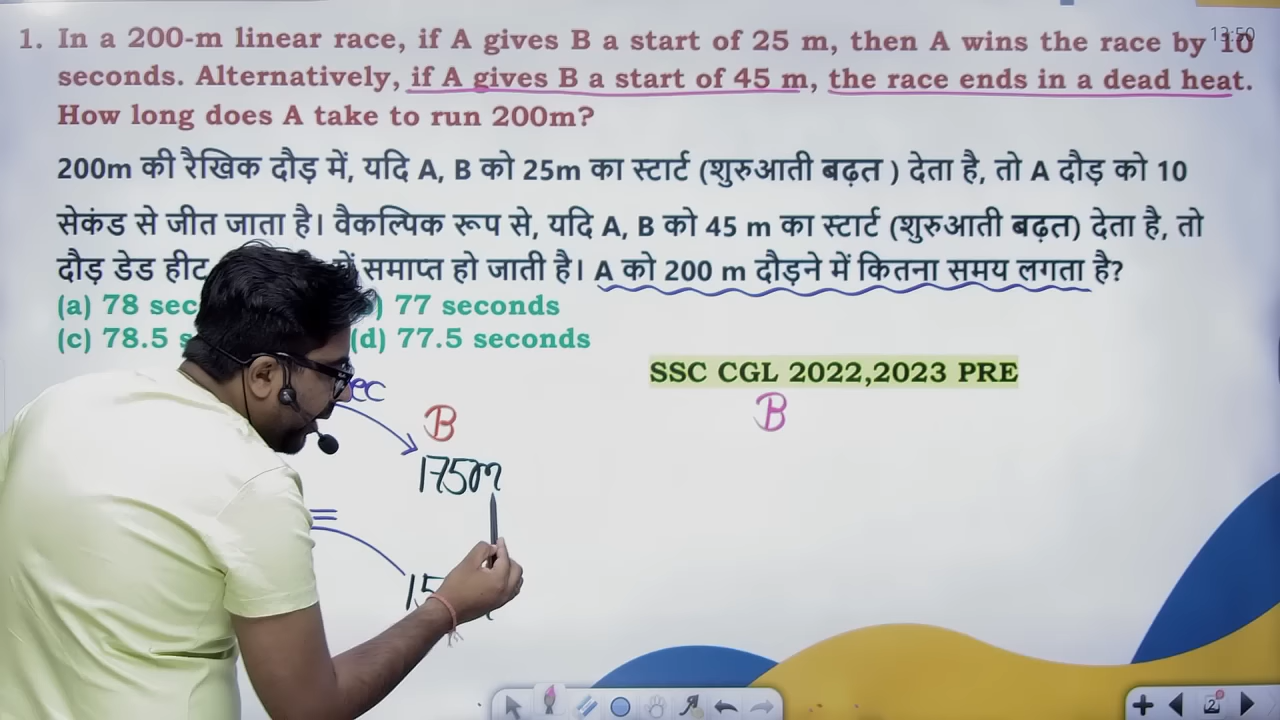 1. In a 200-m linear race, if A gives B a start of 25 m, then A wins the race by 10
seconds. Alternatively, if A gives B a start of 45 m, the race ends in a dead heat.
How long does A take to run 200m?
200m की रैखिक दौड़ में, यदि A, B को 25m का स्टार्ट (शुरुआती बढ़त ) देता है, तो A दौड़ को 10
सेकंड से जीत जाता है। वैकल्पिक रूप से, यदि A, B को 45 m का स्टार्ट (शुरुआती बढ़त) देता है, तो
दौड़ डेड हीट समाप्त हो जाती है। A को 200 m दौड़ने में कितना समय लगता है?
(a) 78 77 seconds
(c) 78.5 (d) 77.5 seconds
SSC CGL 2022,2023 PRE
B
B
175m
13:50
2